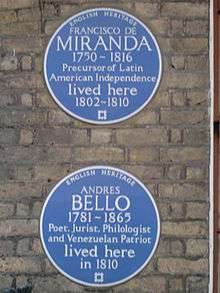 ENGLISH HERITAGE
FRANCISCO DE
MIRANDA
1750~1816
Precursor of Latin
American Independence
lived here
1802~1810
ENGLISH HERITAGE
ANDRES
BELLO
1781~1865
Poet, Jurist, Philologist
and Venezuelan Patriot
lived here
in 1810